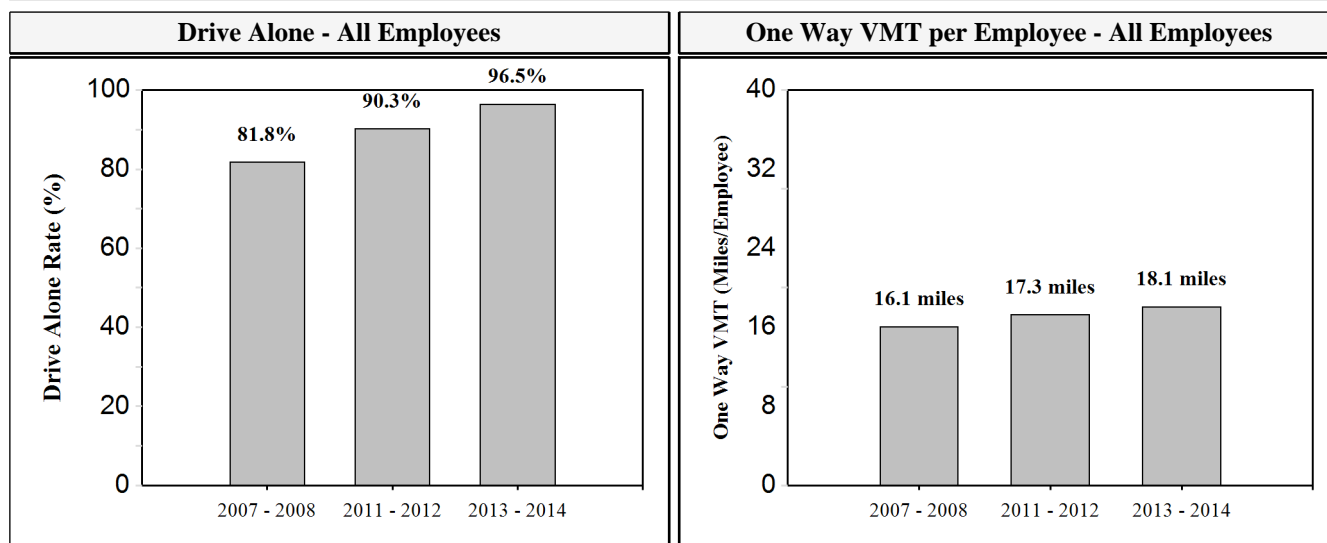 Drive Alone - All Employees
One Way VMT per Employee - All Employees
Drive Alone Rate (%)
100
80
60
40
20
0
81.8%
90.3%
96.5%
2007 - 2008
2011 - 2012
2013 - 2014
One Way VMT (Miles/Employee)
40
32
24
16
8
0
16.1 miles
17.3 miles
18.1 miles
2007 - 2008
2011 - 2012
2013 - 2014